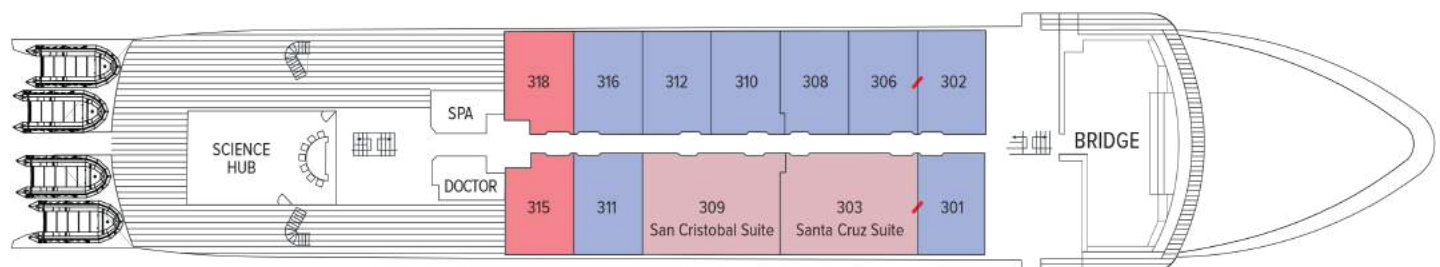 318
316
312
310
308
306
302
SPA
SCIENCE
HUB
BRIDGE
DOCTOR
315
311
309
San Cristobal Suite
303
Santa Cruz Suite
301